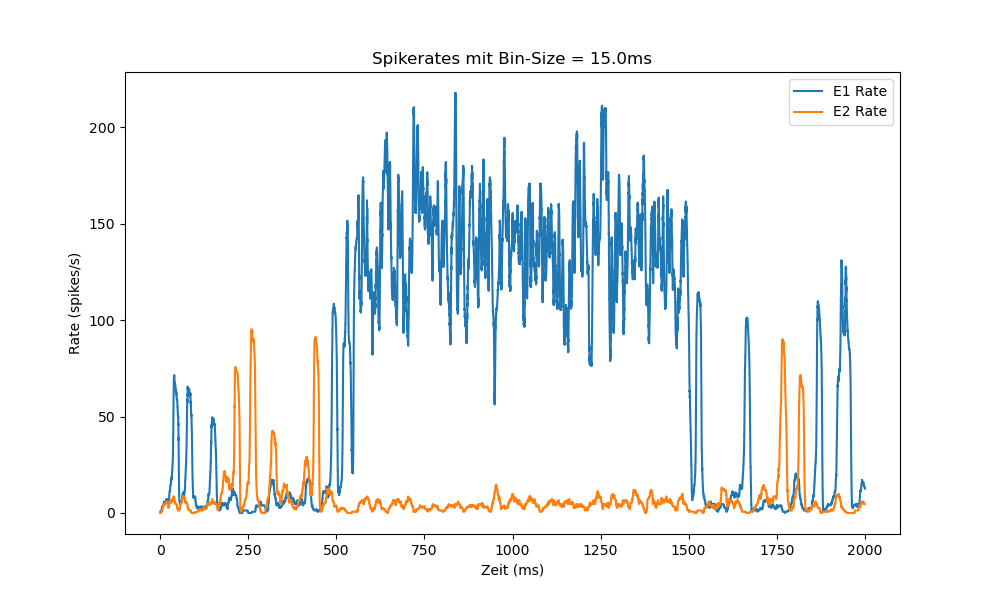 Spikerates mit Bin-Size = 15.0ms
E1 Rate
E2 Rate
Rate (spikes/s)
200
150
100
50
0
0 250 500 750 1000 1250 1500 1750 2000
Zeit (ms)